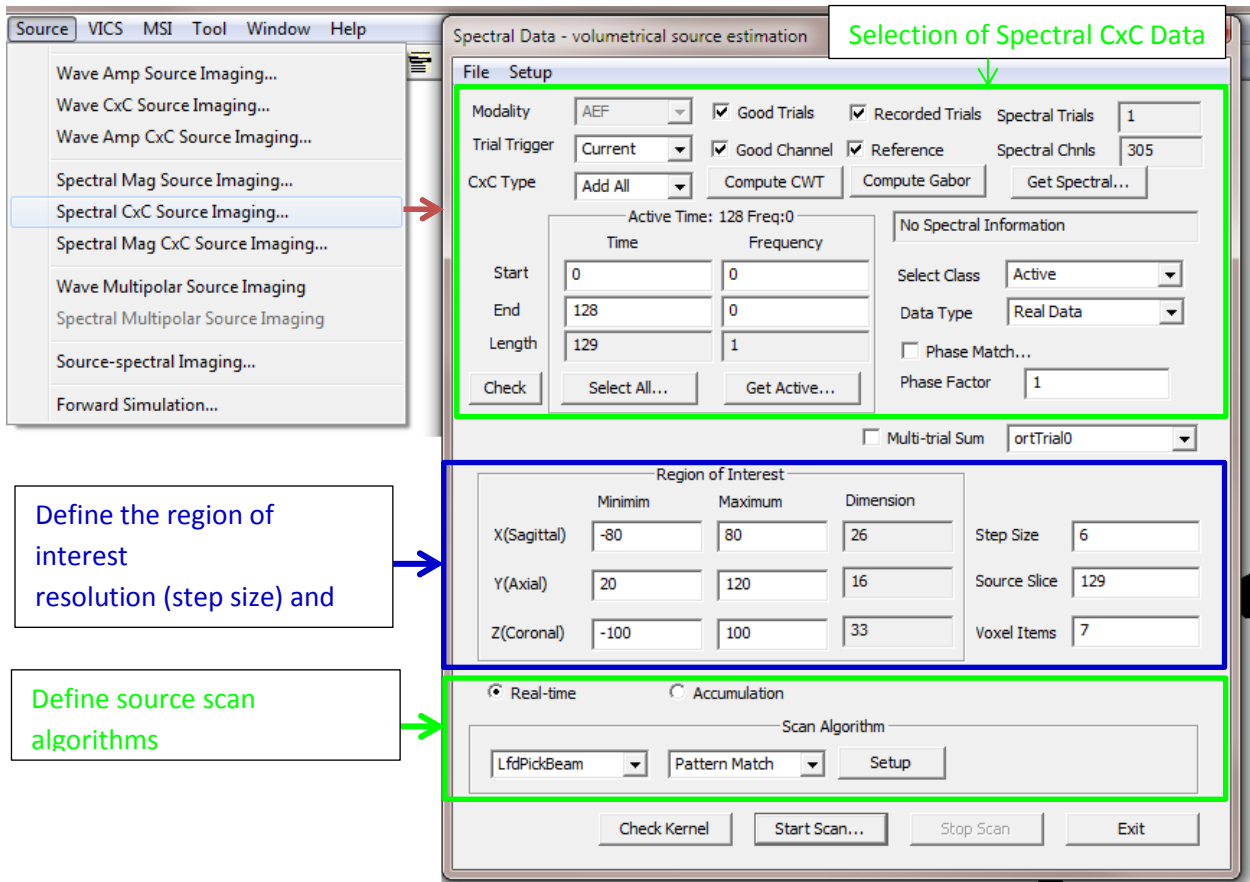 Source VICS MSI Tool Window Help
Wave Amp Source Imaging...
Wave CxC Source Imaging...
Wave Amp CxC Source Imaging...
Spectral Mag Source Imaging...
Spectral CxC Source Imaging...
Spectral Mag CxC Source Imaging...
Wave Multipolar Source Imaging
Spectral Multipolar Source Imaging
Source-spectral Imaging...
Forward Simulation...
Define the region of
interest
resolution (step size) and
Define source scan
algorithms
Selection of Spectral CxC Data
Spectral Data - volumetrical source estimation
File Setup
Modality AEF Good Trials Recorded Trials Spectral Trials 1
Trial Trigger Current Good Channel Reference Spectral Chnls 305
CxC Type Add All Compute CWT Compute Gabor Get Spectral...
Active Time: 128 Freq:0
No Spectral Information
Time Frequency
Start 0 0 Select Class Active
End 128 0 Data Type Real Data
Length 129 1 Phase Match...
Check Select All... Get Active... Phase Factor 1
Multi-trial Sum ortTrial0
Region of Interest
Minimim Maximum Dimension
X(Sagittal) -80 80 26 Step Size 6
Y(Axial) 20 120 16 Source Slice 129
Z(Coronal) -100 100 33 Voxel Items 7
Real-time Accumulation
Scan Algorithm
LfdPickBeam Pattern Match Setup
Check Kernel Start Scan... Stop Scan Exit